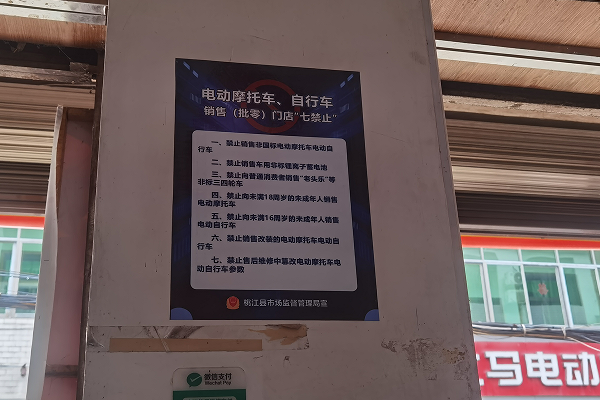 电动摩托车、自行车
销售（批零）门店"七禁止"
一、禁止销售非国标电动摩托车电动自
行车
二、禁止销售车用非标锂离子蓄电池
三、禁止向普通消费者销售"老头乐"等
非标三四轮车
四、禁止向未满18周岁的未成年人销售
电动摩托车
五、禁止向未满16周岁的未成年人销售
电动自行车
六、禁止销售改装的电动摩托车电动自
行车
七、禁止售后维修中篡改电动摩托车电
动自行车参数
桃江县市场监督管理局宣
微信支付
WeChat Pay
马电动